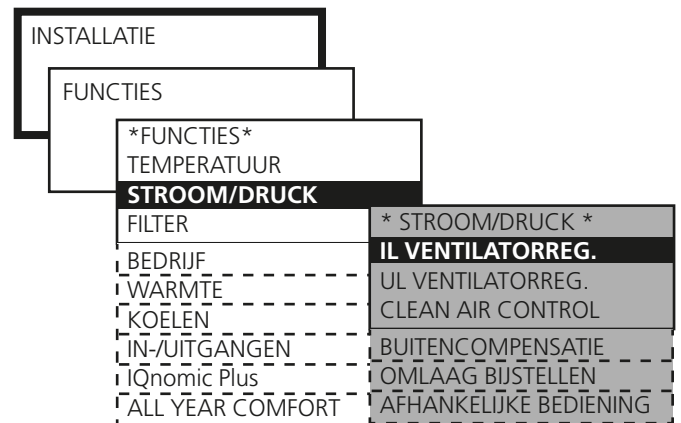 INSTALLATIE
FUNCTIES
*FUNCTIES*
TEMPERATUUR
STROOM/DRUCK
FILTER
BEDRIJF
WARMTE
KOELEN
IN-/UITGANGEN
IQnomic Plus
ALL YEAR COMFORT
* STROOM/DRUCK *
IL VENTILATORREG.
UL VENTILATORREG.
CLEAN AIR CONTROL
BUITENCOMPENSATIE
OMLAAG BIJSTELLEN
AFHANKELIJKE BEDIENING